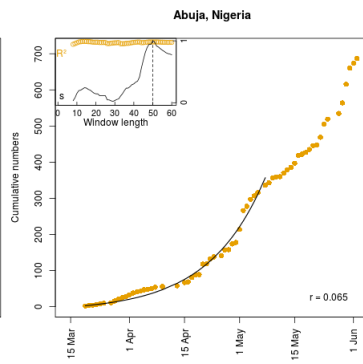 Abuja, Nigeria
R²
1
s
0
0 10 20 30 40 50 60
Window length
Cumulative numbers
0 100 200 300 400 500 600 700
r = 0.065
15 Mar 1 Apr 15 Apr 1 May 15 May 1 Jun